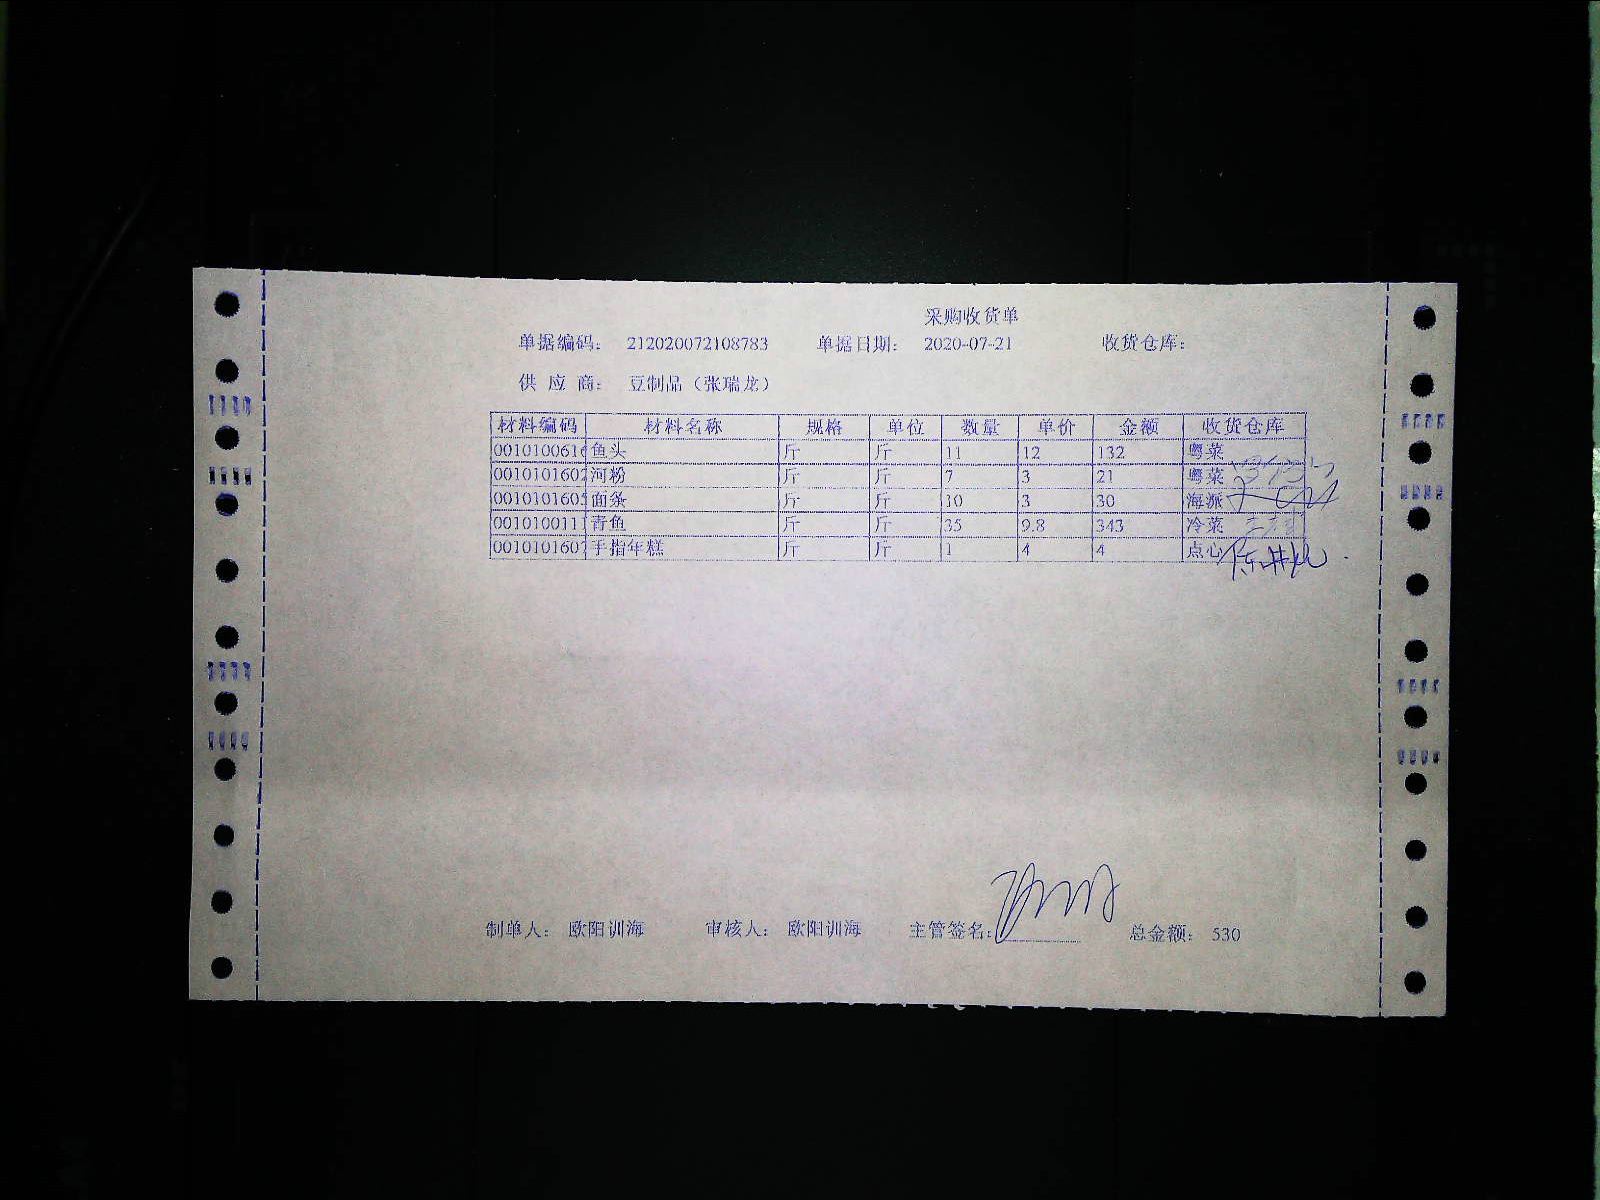 采购收货单
单据编码： 212020072108783 单据日期： 2020-07-21 收货仓库：
供 应 商： 豆制品（张瑞龙）
材料编码 材料名称 规格 单位 数量 单价 金额 收货仓库
001010061 鱼头 斤 斤 11 12 132 粤菜
001010160 河粉 斤 斤 7 3 21 粤菜
001010160 面条 斤 斤 10 3 30 海派
001010011 青鱼 斤 斤 35 9.8 343 冷菜
001010160 手指年糕 斤 斤 1 4 4 点心
制单人： 欧阳训海 审核人： 欧阳训海 主管签名： 总金额： 530